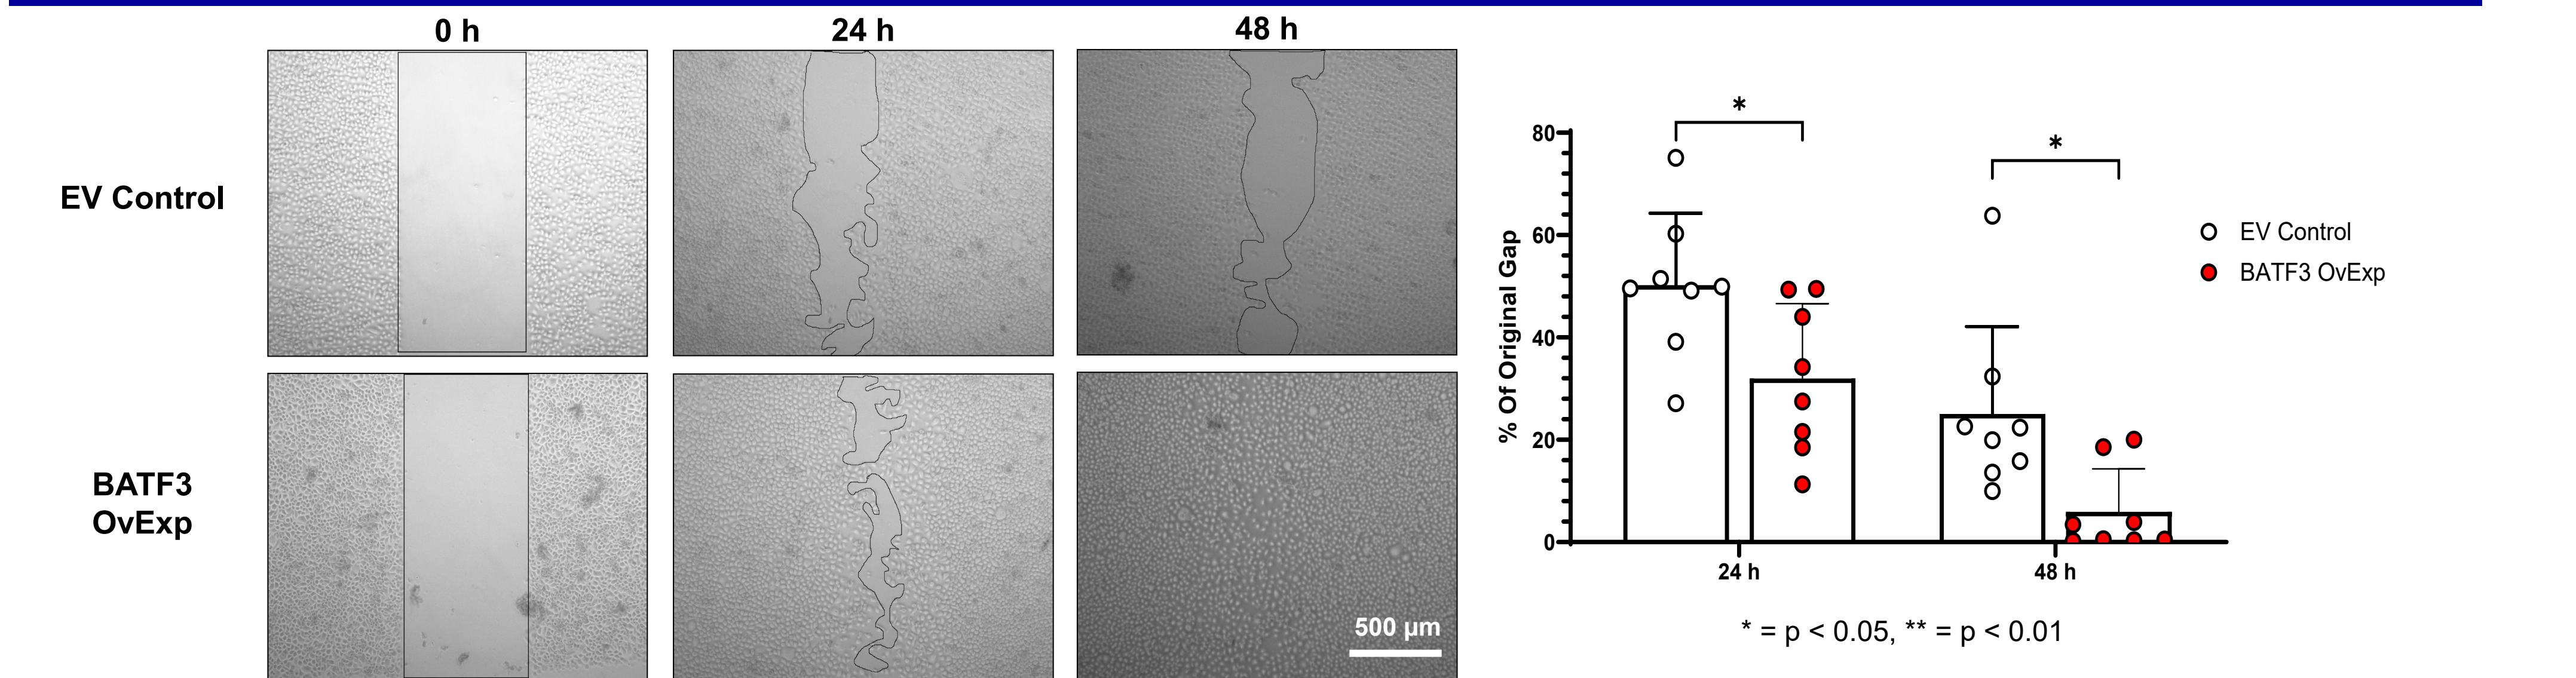 0 h
24 h
48 h
EV Control
BATF3
OvExp
500 µm
*
*
80
60
40
20
0
% Of Original Gap
24 h
48 h
EV Control
BATF3 OvExp
* = p < 0.05, ** = p < 0.01